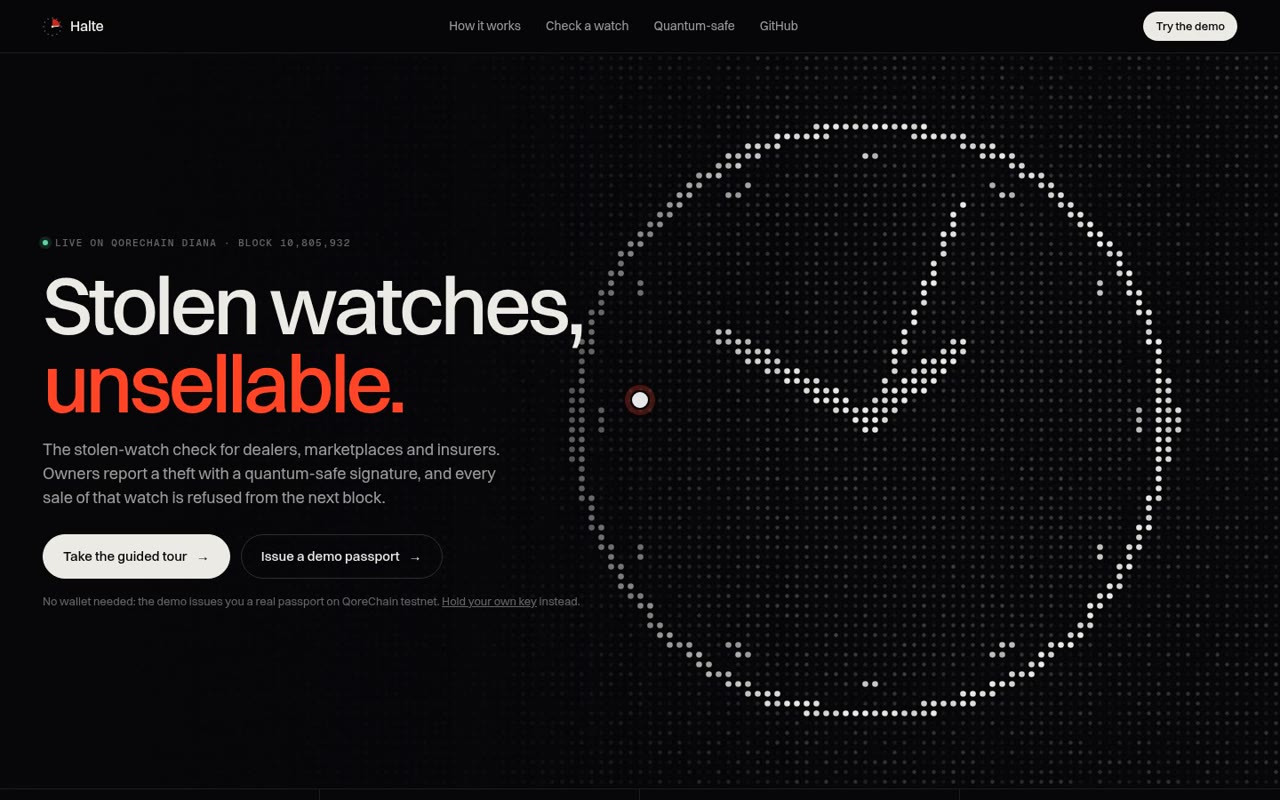 Halte
How it works
Check a watch
Quantum-safe
GitHub
Try the demo
LIVE ON QORECHAIN DIANA · BLOCK 10,805,932
Stolen watches,
unsellable.
The stolen-watch check for dealers, marketplaces and insurers.
Owners report a theft with a quantum-safe signature, and every
sale of that watch is refused from the next block.
Take the guided tour →
Issue a demo passport →
No wallet needed: the demo issues you a real passport on QoreChain testnet. Hold your own key instead.